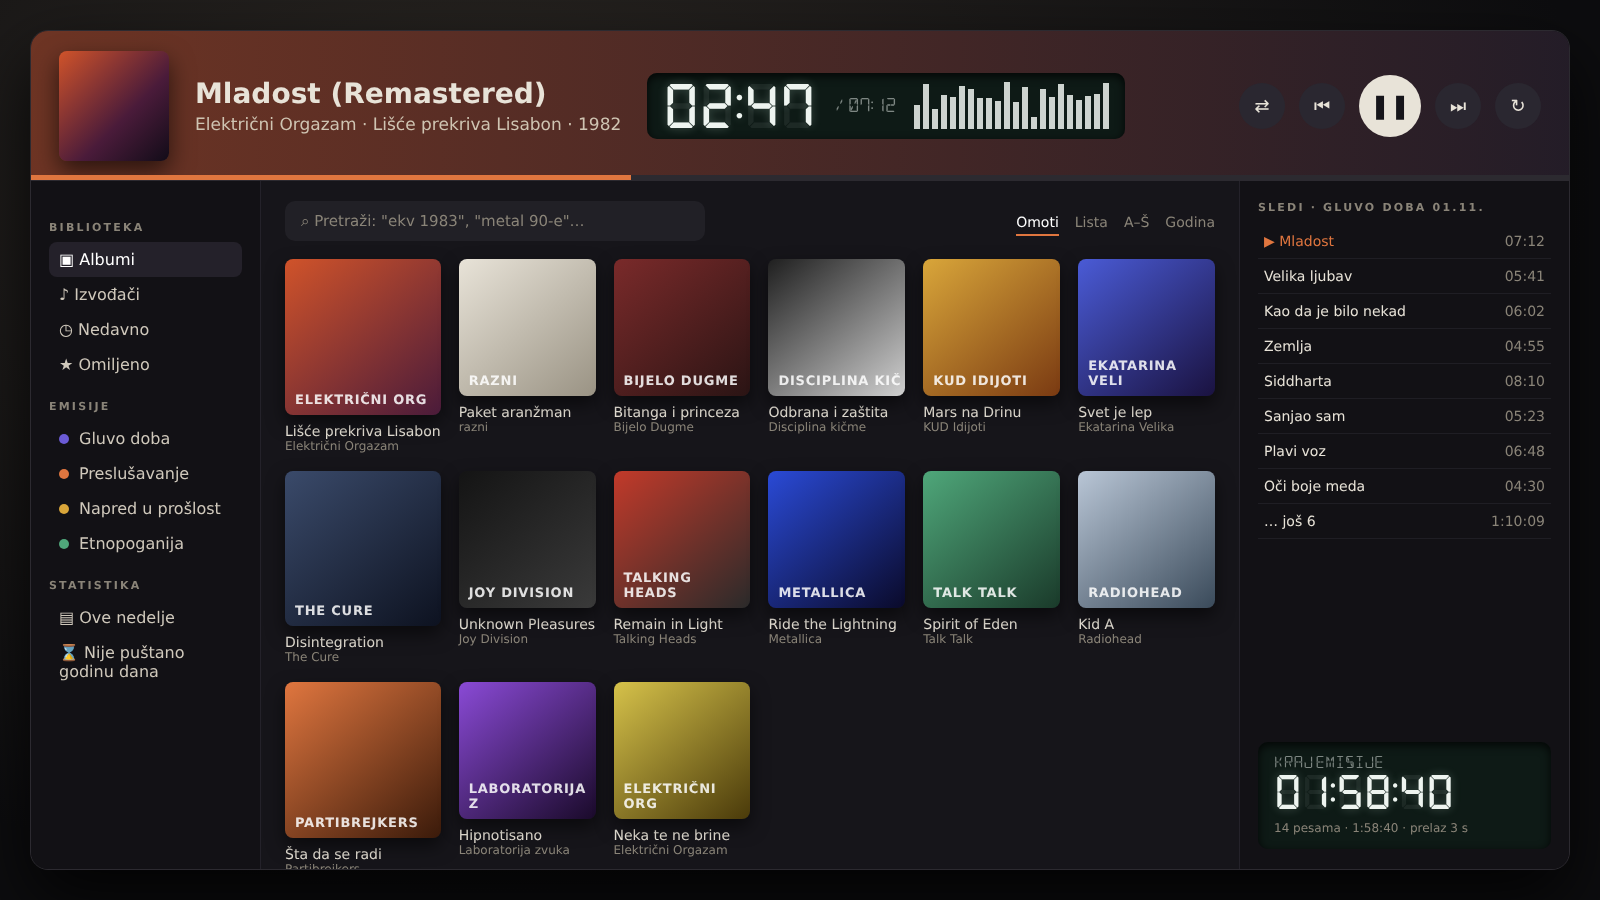 Mladost (Remastered)
Električni Orgazam · Lišće prekriva Lisabon · 1982
02:47
/ 07:12
BIBLIOTEKA
▣ Albumi
♪ Izvođači
◷ Nedavno
★ Omiljeno
EMISIJE
Gluvo doba
Preslušavanje
Napred u prošlost
Etnopoganija
STATISTIKA
▤ Ove nedelje
⌛ Nije puštano
godinu dana
⌕ Pretraži: "ekv 1983", "metal 90-e"…
Omoti Lista A–Š Godina
ELEKTRIČNI ORG
Lišće prekriva Lisabon
Električni Orgazam
RAZNI
Paket aranžman
razni
BIJELO DUGME
Bitanga i princeza
Bijelo Dugme
DISCIPLINA KIČ
Odbrana i zaštita
Disciplina kičme
KUD IDIJOTI
Mars na Drinu
KUD Idijoti
EKATARINA
VELI
Svet je lep
Ekatarina Velika
THE CURE
Disintegration
The Cure
JOY DIVISION
Unknown Pleasures
Joy Division
TALKING
HEADS
Remain in Light
Talking Heads
METALLICA
Ride the Lightning
Metallica
TALK TALK
Spirit of Eden
Talk Talk
RADIOHEAD
Kid A
Radiohead
PARTIBREJKERS
Šta da se radi
Partibrejkers
LABORATORIJA
Z
Hipnotisano
Laboratorija zvuka
ELEKTRIČNI
ORG
Neka te ne brine
Električni Orgazam
SLEDI · GLUVO DOBA 01.11.
▶ Mladost 07:12
Velika ljubav 05:41
Kao da je bilo nekad 06:02
Zemlja 04:55
Siddharta 08:10
Sanjao sam 05:23
Plavi voz 06:48
Oči boje meda 04:30
… još 6 1:10:09
KRAJ EMISIJE
01:58:40
14 pesama · 1:58:40 · prelaz 3 s